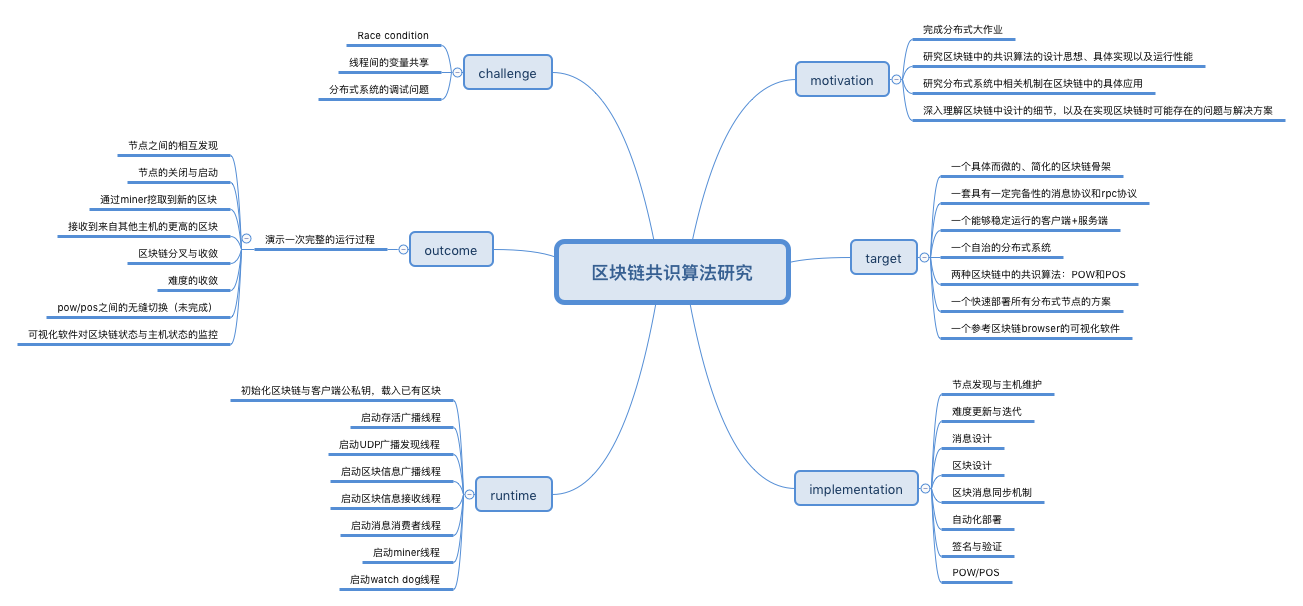 区块链共识算法研究
motivation
完成分布式大作业
研究区块链中的共识算法的设计思想、具体实现以及运行性能
研究分布式系统中相关机制在区块链中的具体应用
深入理解区块链中设计的细节，以及在实现区块链时可能存在的问题与解决方案
target
一个具体而微的、简化的区块链骨架
一套具有一定完备性的消息协议和rpc协议
一个能够稳定运行的客户端+服务端
一个自治的分布式系统
两种区块链中的共识算法：POW和POS
一个快速部署所有分布式节点的方案
一个参考区块链browser的可视化软件
implementation
节点发现与主机维护
难度更新与迭代
消息设计
区块设计
区块消息同步机制
自动化部署
签名与验证
POW/POS
challenge
Race condition
线程间的变量共享
分布式系统的调试问题
outcome
演示一次完整的运行过程
节点之间的相互发现
节点的关闭与启动
通过miner挖取到新的区块
接收到来自其他主机的更高的区块
区块链分叉与收敛
难度的收敛
pow/pos之间的无缝切换（未完成）
可视化软件对区块链状态与主机状态的监控
runtime
初始化区块链与客户端公私钥，载入已有区块
启动存活广播线程
启动UDP广播发现线程
启动区块信息广播线程
启动区块信息接收线程
启动消息消费者线程
启动miner线程
启动watch dog线程